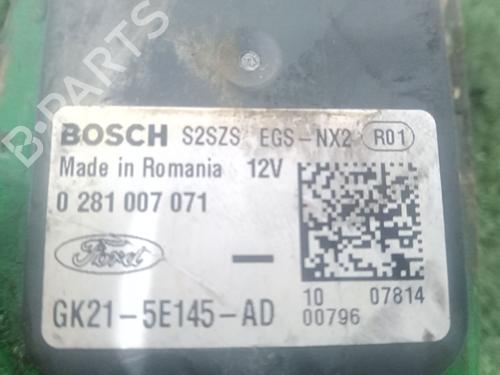 B-PARTS
BOSCH S2SZS EGS-NX2 R01
Made in Romania 12V
0 281 007 071
Ford
GK21-5E145-AD
10 07814
00796